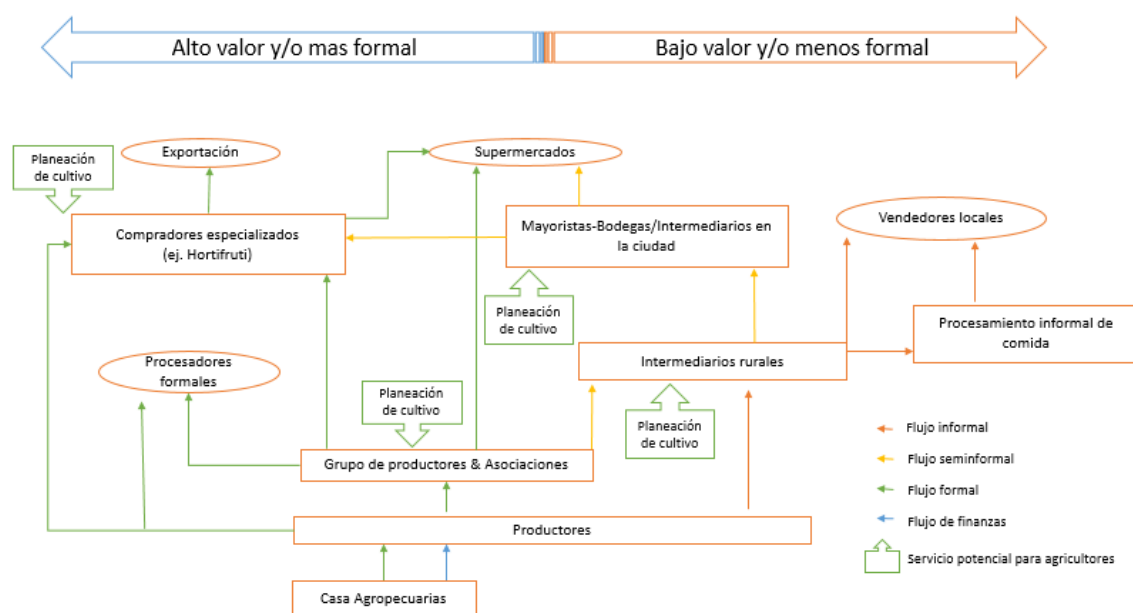 Alto valor y/o mas formal
Bajo valor y/o menos formal
Planeación
de cultivo
Exportación
Supermercados
Compradores especializados
(ej. Hortifruti)
Mayoristas-Bodegas/Intermediarios en
la ciudad
Vendedores locales
Planeación
de cultivo
Procesamiento informal de
comida
Procesadores
formales
Intermediarios rurales
Planeación
de cultivo
Planeación
de cultivo
Grupo de productores & Asociaciones
Productores
Casa Agropecuarias
Flujo informal
Flujo seminformal
Flujo formal
Flujo de finanzas
Servicio potencial para agricultores